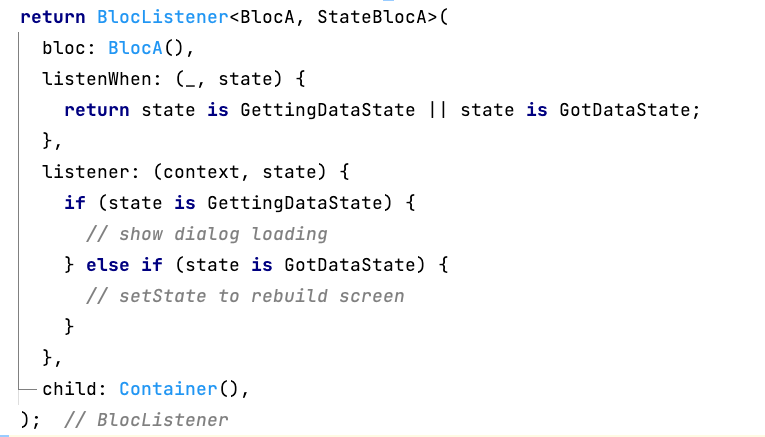 return BlocListener<BlocA, StateBlocA>(
  bloc: BlocA(),
  listenWhen: (_, state) {
    return state is GettingDataState || state is GotDataState;
  },
  listener: (context, state) {
    if (state is GettingDataState) {
      // show dialog loading
    } else if (state is GotDataState) {
      // setState to rebuild screen
    }
  },
  child: Container(),
);  // BlocListener